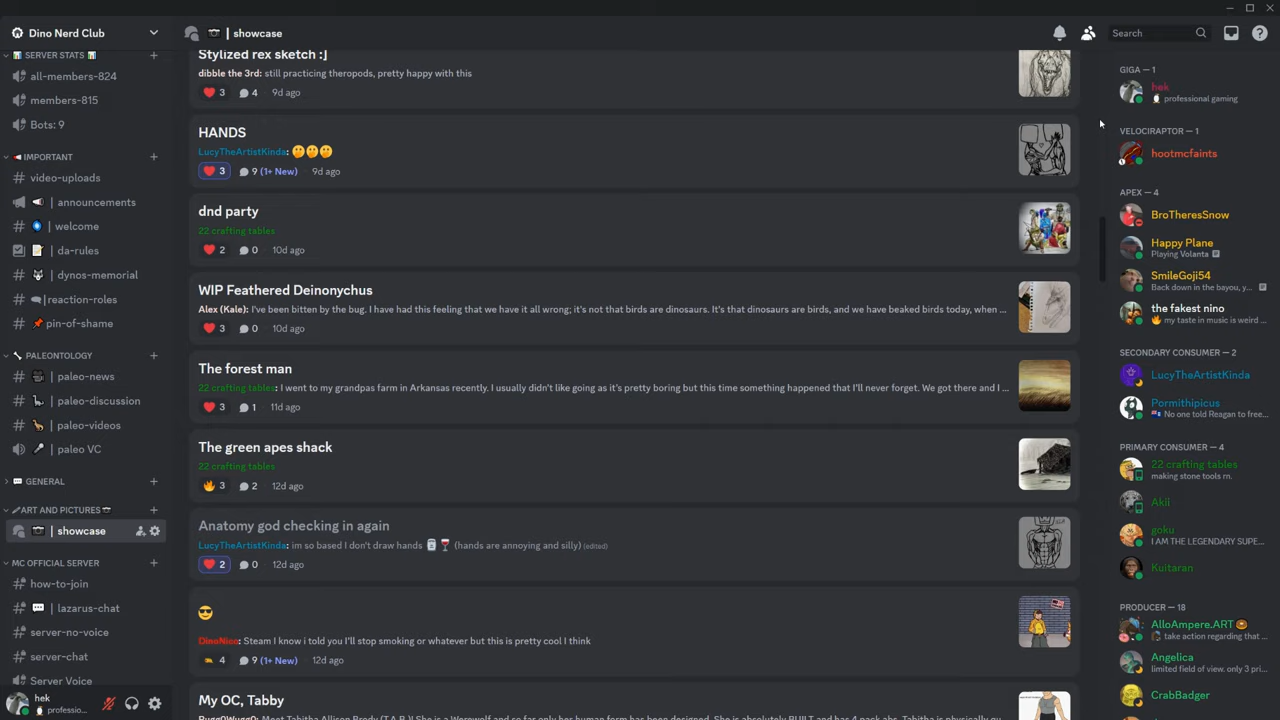 Dino Nerd Club
SERVER STATS
all-members-824
members-815
Bots: 9
IMPORTANT
video-uploads
| announcements
| welcome
| da-rules
| dynos-memorial
|reaction-roles
pin-of-shame
PALEONTOLOGY
| paleo-news
| paleo-discussion
| paleo-videos
| paleo VC
GENERAL
ART AND PICTURES
| showcase
MC OFFICIAL SERVER
how-to-join
| lazarus-chat
server-no-voice
server-chat
Server Voice
hek
professio...
| showcase
Search
Stylized rex sketch :]
dibble the 3rd: still practicing theropods, pretty happy with this
3 4 9d ago
HANDS
LucyTheArtistKinda: 🤭🤭🤭
3 9 (1+ New) 9d ago
dnd party
22 crafting tables
2 0 10d ago
WIP Feathered Deinonychus
Alex (Kale): I've been bitten by the bug. I have had this feeling that we have it all wrong; it's not that birds are dinosaurs. It's that dinosaurs are birds, and we have beaked birds today, when ...
3 0 10d ago
The forest man
22 crafting tables: I went to my grandpas farm in Arkansas recently. I usually didn't like going as it's pretty boring but this time something happened that I'll never forget. We got there and I ...
3 1 11d ago
The green apes shack
22 crafting tables
3 2 12d ago
Anatomy god checking in again
LucyTheArtistKinda: im so based I don't draw hands 🍷 (hands are annoying and silly) (edited)
2 0 12d ago
😎
DinoNico: Steam I know i told you I'll stop smoking or whatever but this is pretty cool I think
4 9 (1+ New) 12d ago
My OC, Tabby
GIGA — 1
hek
professional gaming
VELOCIRAPTOR — 1
hootmcfaints
APEX — 4
BroTheresSnow
Happy Plane
Playing Volanta
SmileGoji54
Back down in the bayou, y...
the fakest nino
my taste in music is weird ...
SECONDARY CONSUMER — 2
LucyTheArtistKinda
Pormithipicus
No one told Resgan to free...
PRIMARY CONSUMER — 4
22 crafting tables
making stone tools rn.
Akii
goku
I AM THE LEGENDARY SUPE...
Kuitaran
PRODUCER — 18
AlloAmpere.ART
take action regarding that ...
Angelica
limited field of view. only 3 pri...
CrabBadger